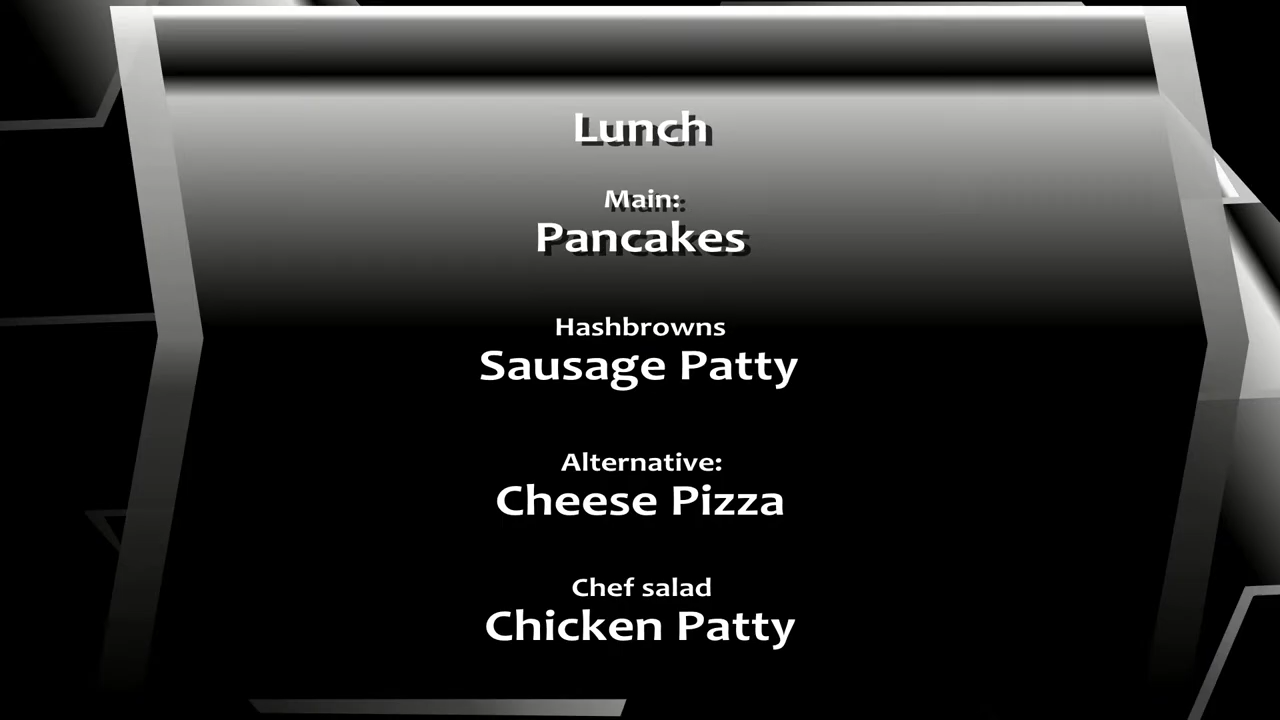 Lunch
Main:
Pancakes
Hashbrowns
Sausage Patty
Alternative:
Cheese Pizza
Chef salad
Chicken Patty